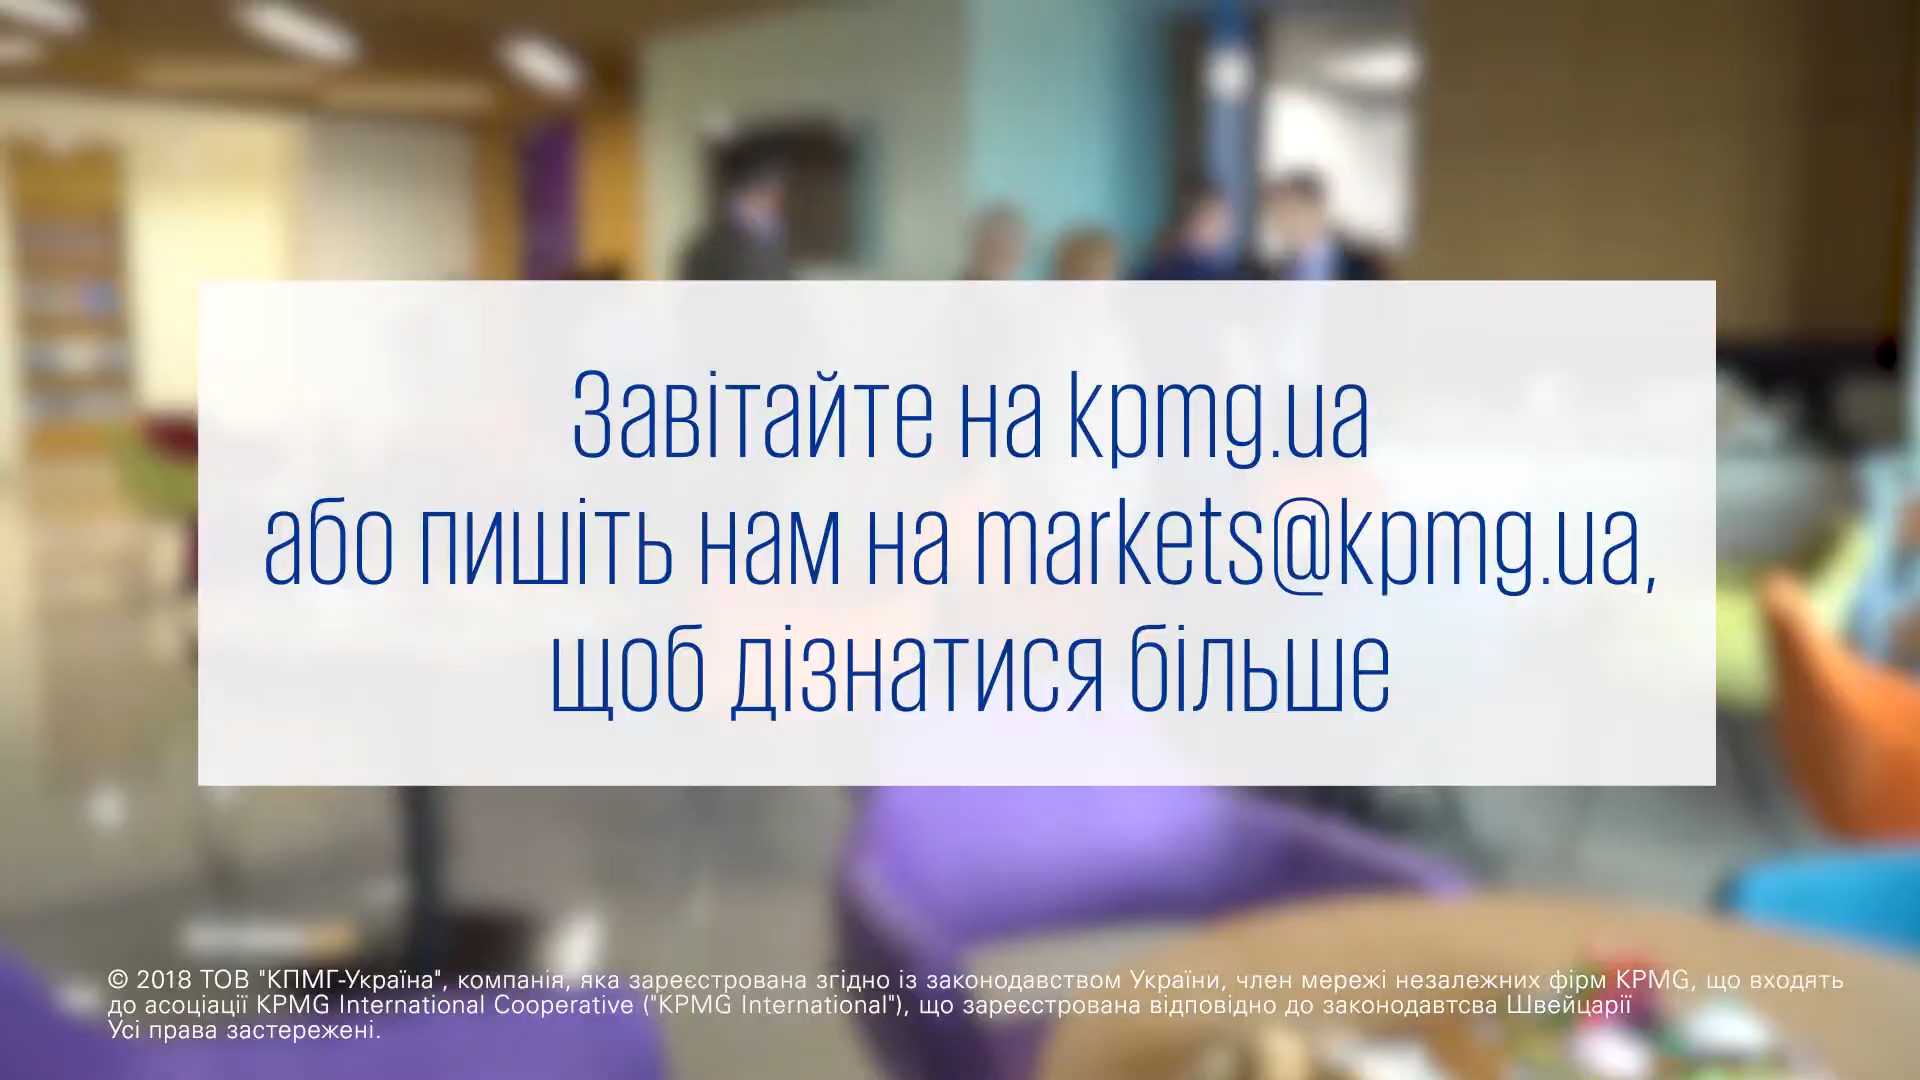 Завітайте на kpmg.ua
або пишіть нам на markets@kpmg.ua,
щоб дізнатися більше
© 2018 ТОВ "КПМГ-Україна", компанія, яка зареєстрована згідно із законодавством України, член мережі незалежних фірм KPMG, що входять
до асоціації KPMG International Cooperative ("KPMG International"), що зареєстрована відповідно до законодавтсва Швейцарії
Усі права застережені.